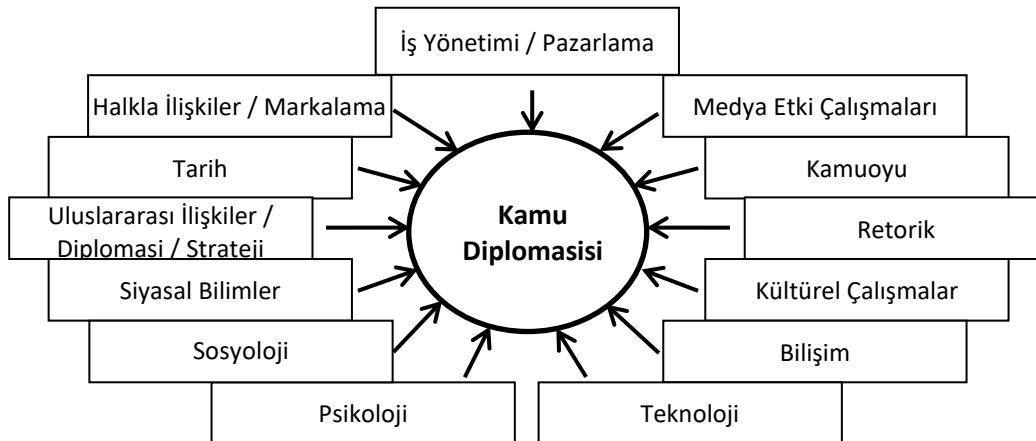 İş Yönetimi / Pazarlama
Halkla İlişkiler / Markalama
Medya Etki Çalışmaları
Tarih
Kamuoyu
Uluslararası İlişkiler /
Diplomasi / Strateji
Kamu
Diplomasisi
Retorik
Siyasal Bilimler
Kültürel Çalışmalar
Sosyoloji
Bilişim
Psikoloji
Teknoloji